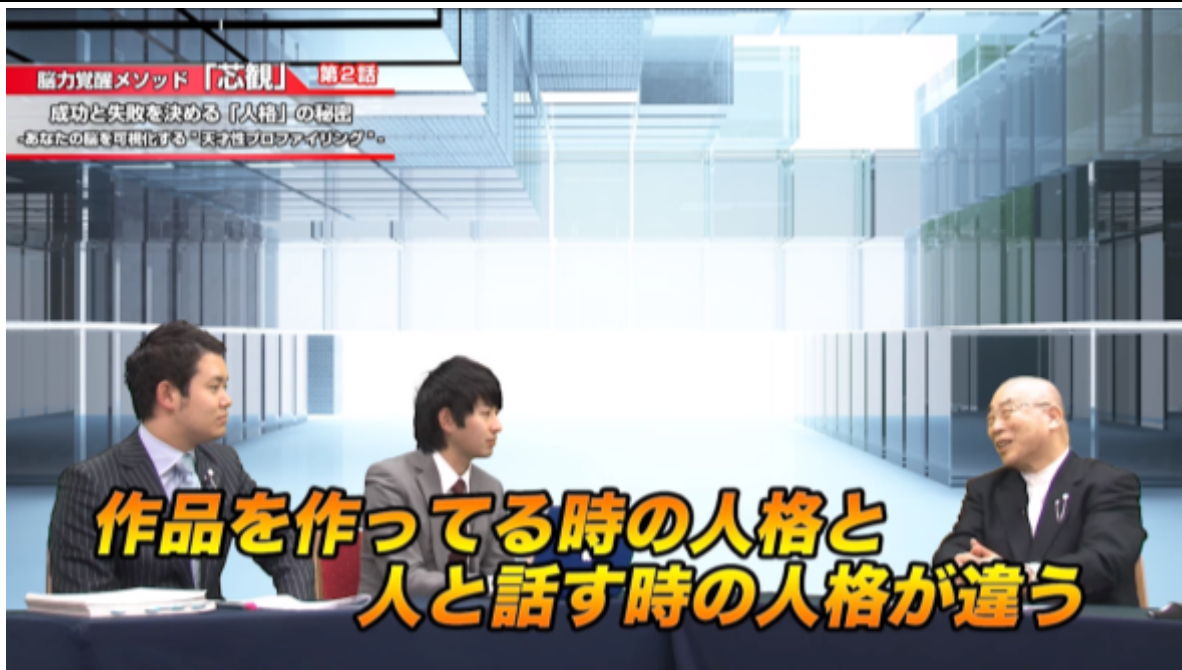 脳力覚醒メソッド「芯観」 第2話
成功と失敗を決める「人格」の秘密
-あなたの脳を可視化する"天才性プロファイリング"-
作品を作ってる時の人格と
人と話す時の人格が違う